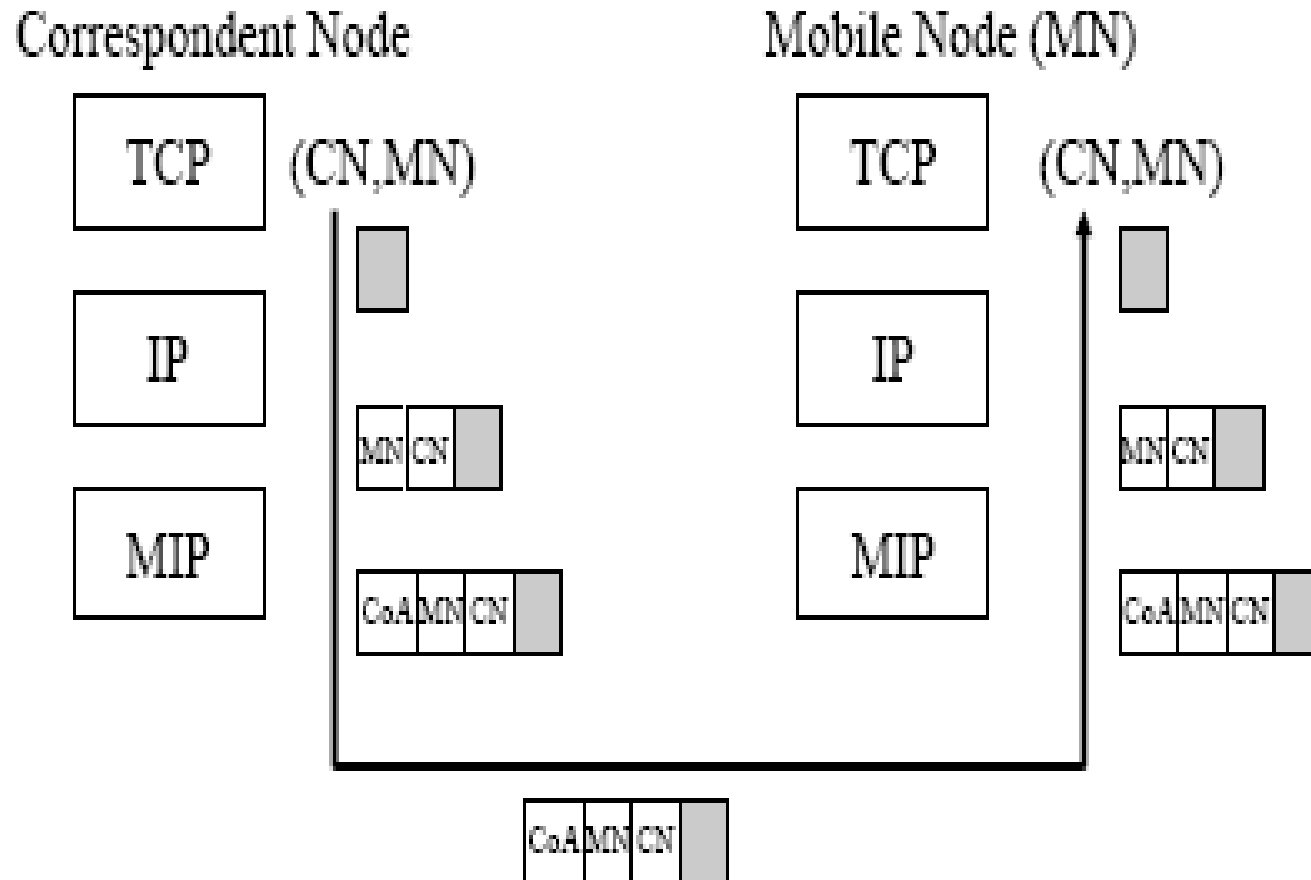 Correspondent Node
Mobile Node (MN)
TCP (CN,MN)
TCP (CN,MN)
IP
IP
MN CN
MN CN
MIP
MIP
CoA MN CN
CoA MN CN
CoA MN CN